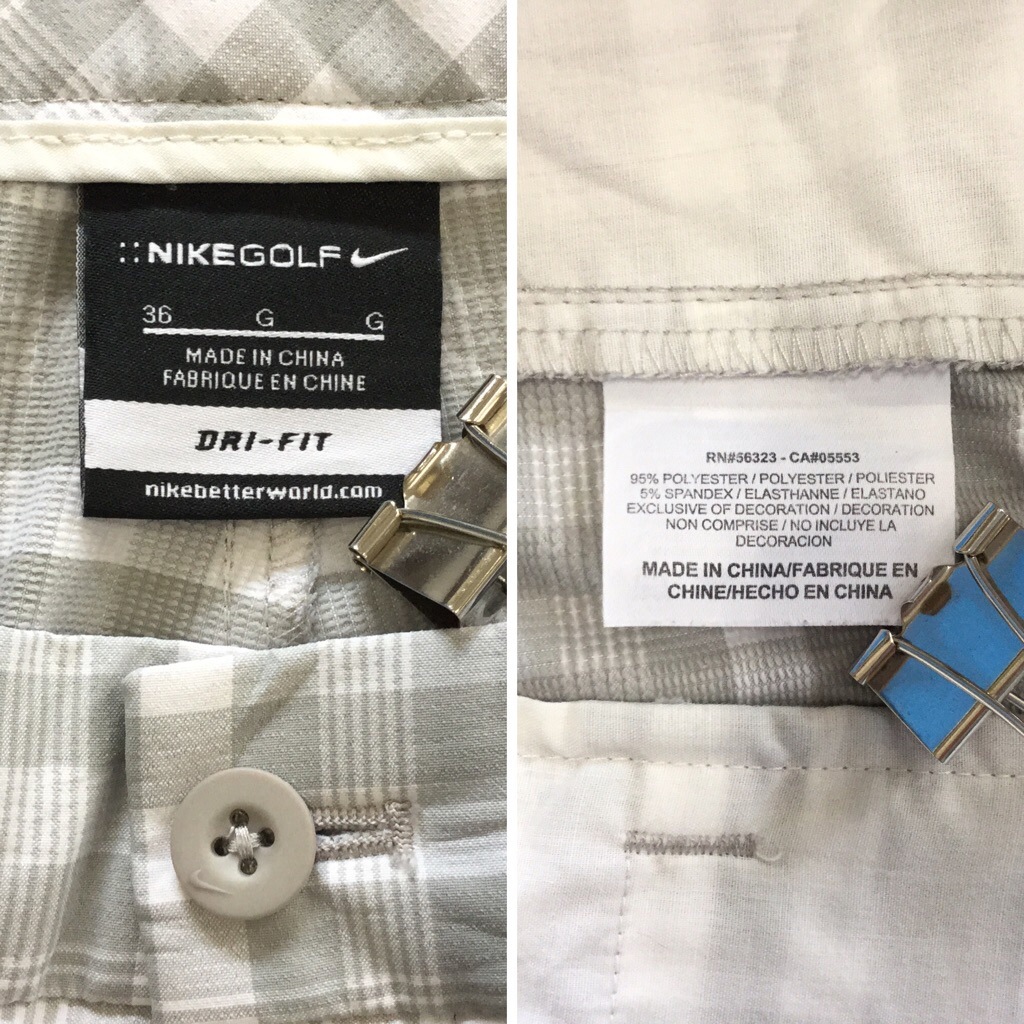 ::NIKEGOLF
36 G G
MADE IN CHINA
FABRIQUE EN CHINE
DRI-FIT
nikebetterworld.com
RN#56323 - CA#05553
95% POLYESTER / POLYESTER / POLIESTER
5% SPANDEX / ELASTHANNE / ELASTANO
EXCLUSIVE OF DECORATION / DECORATION
NON COMPRISE / NO INCLUYE LA
DECORACION
MADE IN CHINA/FABRIQUE EN
CHINE/HECHO EN CHINA